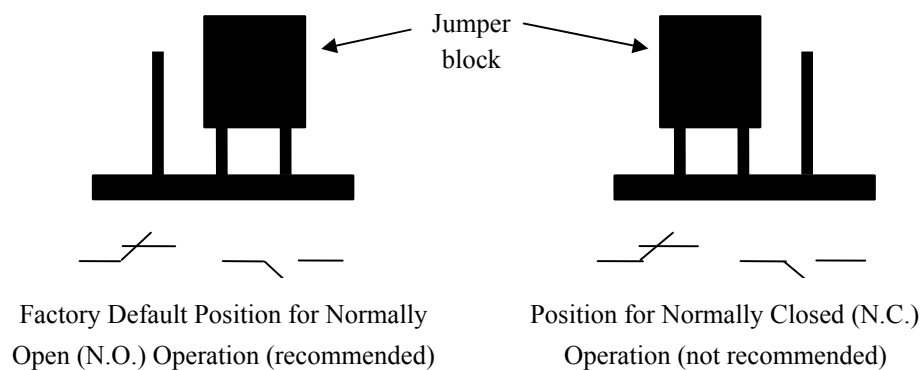 Jumper
block
Factory Default Position for Normally
Open (N.O.) Operation (recommended)
Position for Normally Closed (N.C.)
Operation (not recommended)